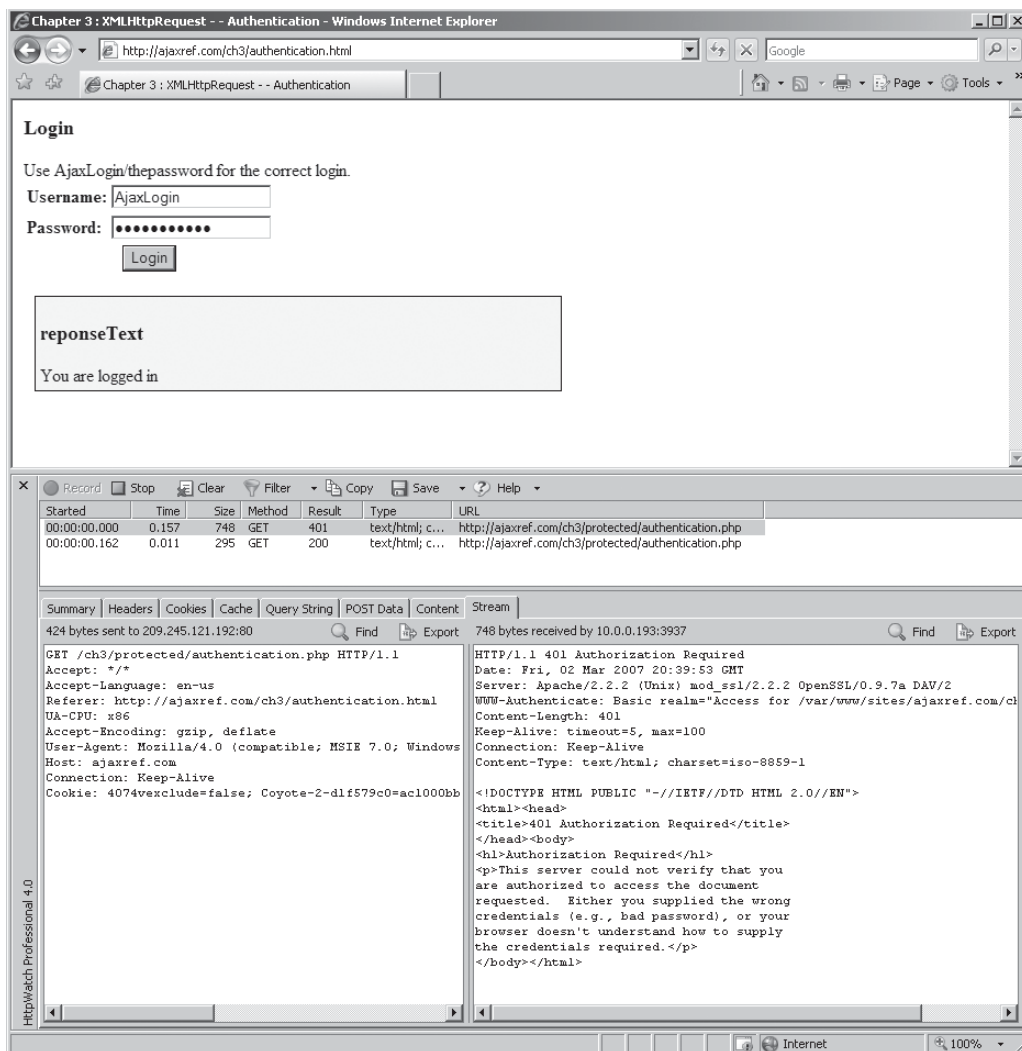 Chapter 3 : XMLHttpRequest - - Authentication - Windows Internet Explorer
http://ajaxref.com/ch3/authentication.html
Google
Chapter 3 : XMLHttpRequest - - Authentication
Page
Tools
»
Login
Use AjaxLogin/thepassword for the correct login.
Username: AjaxLogin
Password: ●●●●●●●●●●●
Login
reponseText
You are logged in
Record Stop Clear Filter Copy Save Help
Started Time Size Method Result Type URL
00:00:00.000 0.157 748 GET 401 text/html; c... http://ajaxref.com/ch3/protected/authentication.php
00:00:00.162 0.011 295 GET 200 text/html; c... http://ajaxref.com/ch3/protected/authentication.php
Summary Headers Cookies Cache Query String POST Data Content Stream
424 bytes sent to 209.245.121.192:80 Find Export
GET /ch3/protected/authentication.php HTTP/1.1
Accept: */*
Accept-Language: en-us
Referer: http://ajaxref.com/ch3/authentication.html
UA-CPU: x86
Accept-Encoding: gzip, deflate
User-Agent: Mozilla/4.0 (compatible; MSIE 7.0; Windows
Host: ajaxref.com
Connection: Keep-Alive
Cookie: 4074vexclude=false; Coyote-2-d1f579c0=ac1000bb
748 bytes received by 10.0.0.193:3937 Find Export
HTTP/1.1 401 Authorization Required
Date: Fri, 02 Mar 2007 20:39:53 GMT
Server: Apache/2.2.2 (Unix) mod_ssl/2.2.2 OpenSSL/0.9.7a DAV/2
WWW-Authenticate: Basic realm="Access for /var/www/sites/ajaxref.com/ch
Content-Length: 401
Keep-Alive: timeout=5, max=100
Connection: Keep-Alive
Content-Type: text/html; charset=iso-8859-1
<!DOCTYPE HTML PUBLIC "-//IETF//DTD HTML 2.0//EN">
<html><head>
<title>401 Authorization Required</title>
</head><body>
<h1>Authorization Required</h1>
<p>This server could not verify that you
are authorized to access the document
requested.  Either you supplied the wrong
credentials (e.g., bad password), or your
browser doesn't understand how to supply
the credentials required.</p>
</body></html>
HttpWatch Professional 4.0
Internet
100%